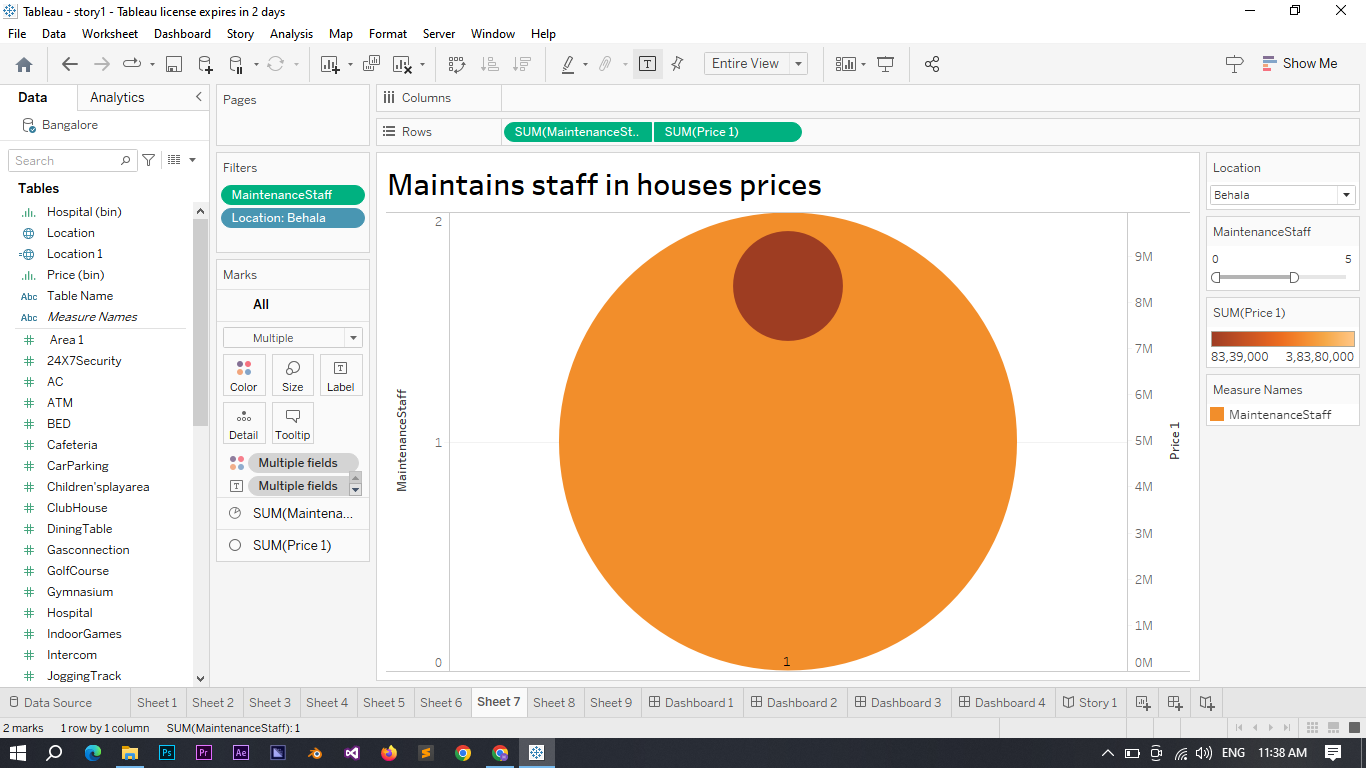 Tableau - story1 - Tableau license expires in 2 days
File Data Worksheet Dashboard Story Analysis Map Format Server Window Help
Entire View
Show Me
Data Analytics
Bangalore
Search
Tables
Hospital (bin)
Location
Location 1
Price (bin)
Abc Table Name
Abc Measure Names
Area 1
24X7Security
AC
ATM
BED
Cafeteria
CarParking
Children'splayarea
ClubHouse
DiningTable
Gasconnection
GolfCourse
Gymnasium
Hospital
IndoorGames
Intercom
JoggingTrack
Pages
Filters
MaintenanceStaff
Location: Behala
Marks
All
Multiple
Color Size Label
Detail Tooltip
Multiple fields
Multiple fields
SUM(Maintena...
SUM(Price 1)
Columns
Rows SUM(MaintenanceSt.. SUM(Price 1)
Maintains staff in houses prices
2
1
0
MaintenanceStaff
1
9M
8M
7M
6M
5M
4M
3M
2M
1M
0M
Price 1
Location
Behala
MaintenanceStaff
0 5
SUM(Price 1)
83,39,000 3,83,80,000
Measure Names
MaintenanceStaff
Data Source Sheet 1 Sheet 2 Sheet 3 Sheet 4 Sheet 5 Sheet 6 Sheet 7 Sheet 8 Sheet 9 Dashboard 1 Dashboard 2 Dashboard 3 Dashboard 4 Story 1
2 marks 1 row by 1 column SUM(MaintenanceStaff): 1
Ps Pr Ae ENG 11:38 AM